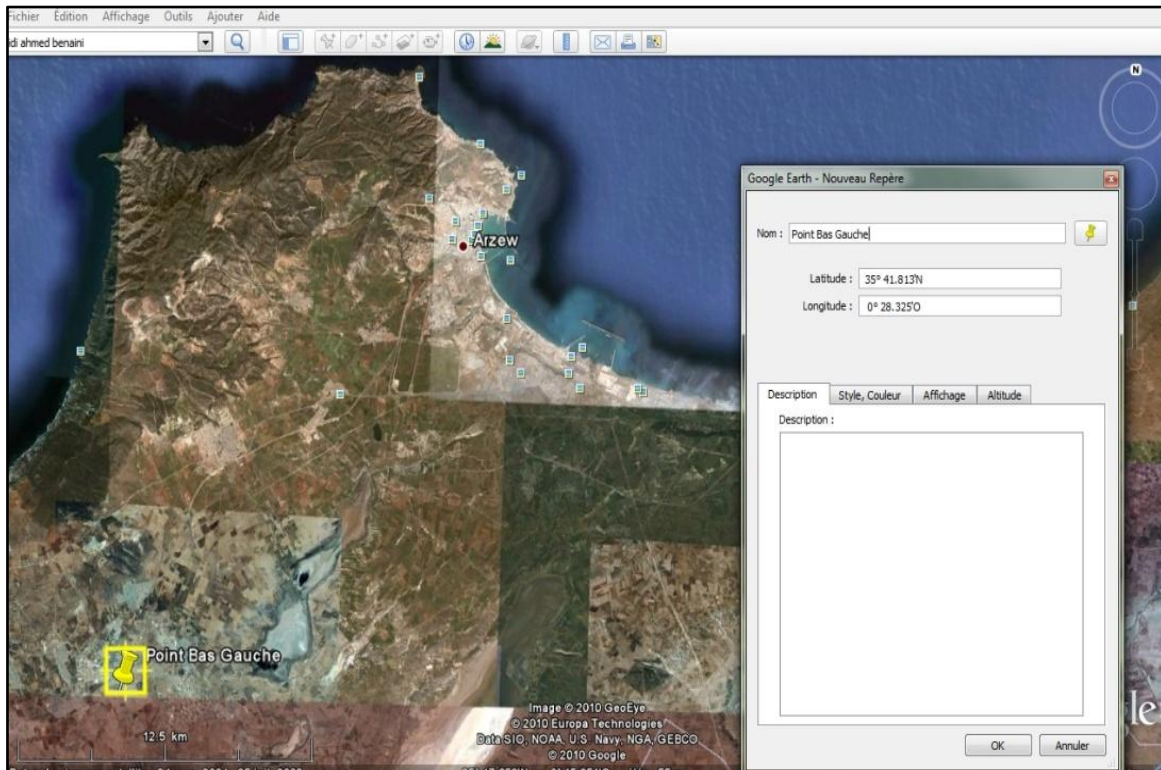 Fichier Édition Affichage Outils Ajouter Aide
idi ahmed benaini
N
Google Earth - Nouveau Repère
Nom : Point Bas Gauche
Latitude : 35° 41.813'N
Longitude : 0° 28.325'O
Description Style, Couleur Affichage Altitude
Description :
Arzew
Point Bas Gauche
Image © 2010 GeoEye
© 2010 Europa Technologies
Data SIO, NOAA, U.S. Navy, NGA, GEBCO
© 2010 Google
12.5 km
le
OK Annuler